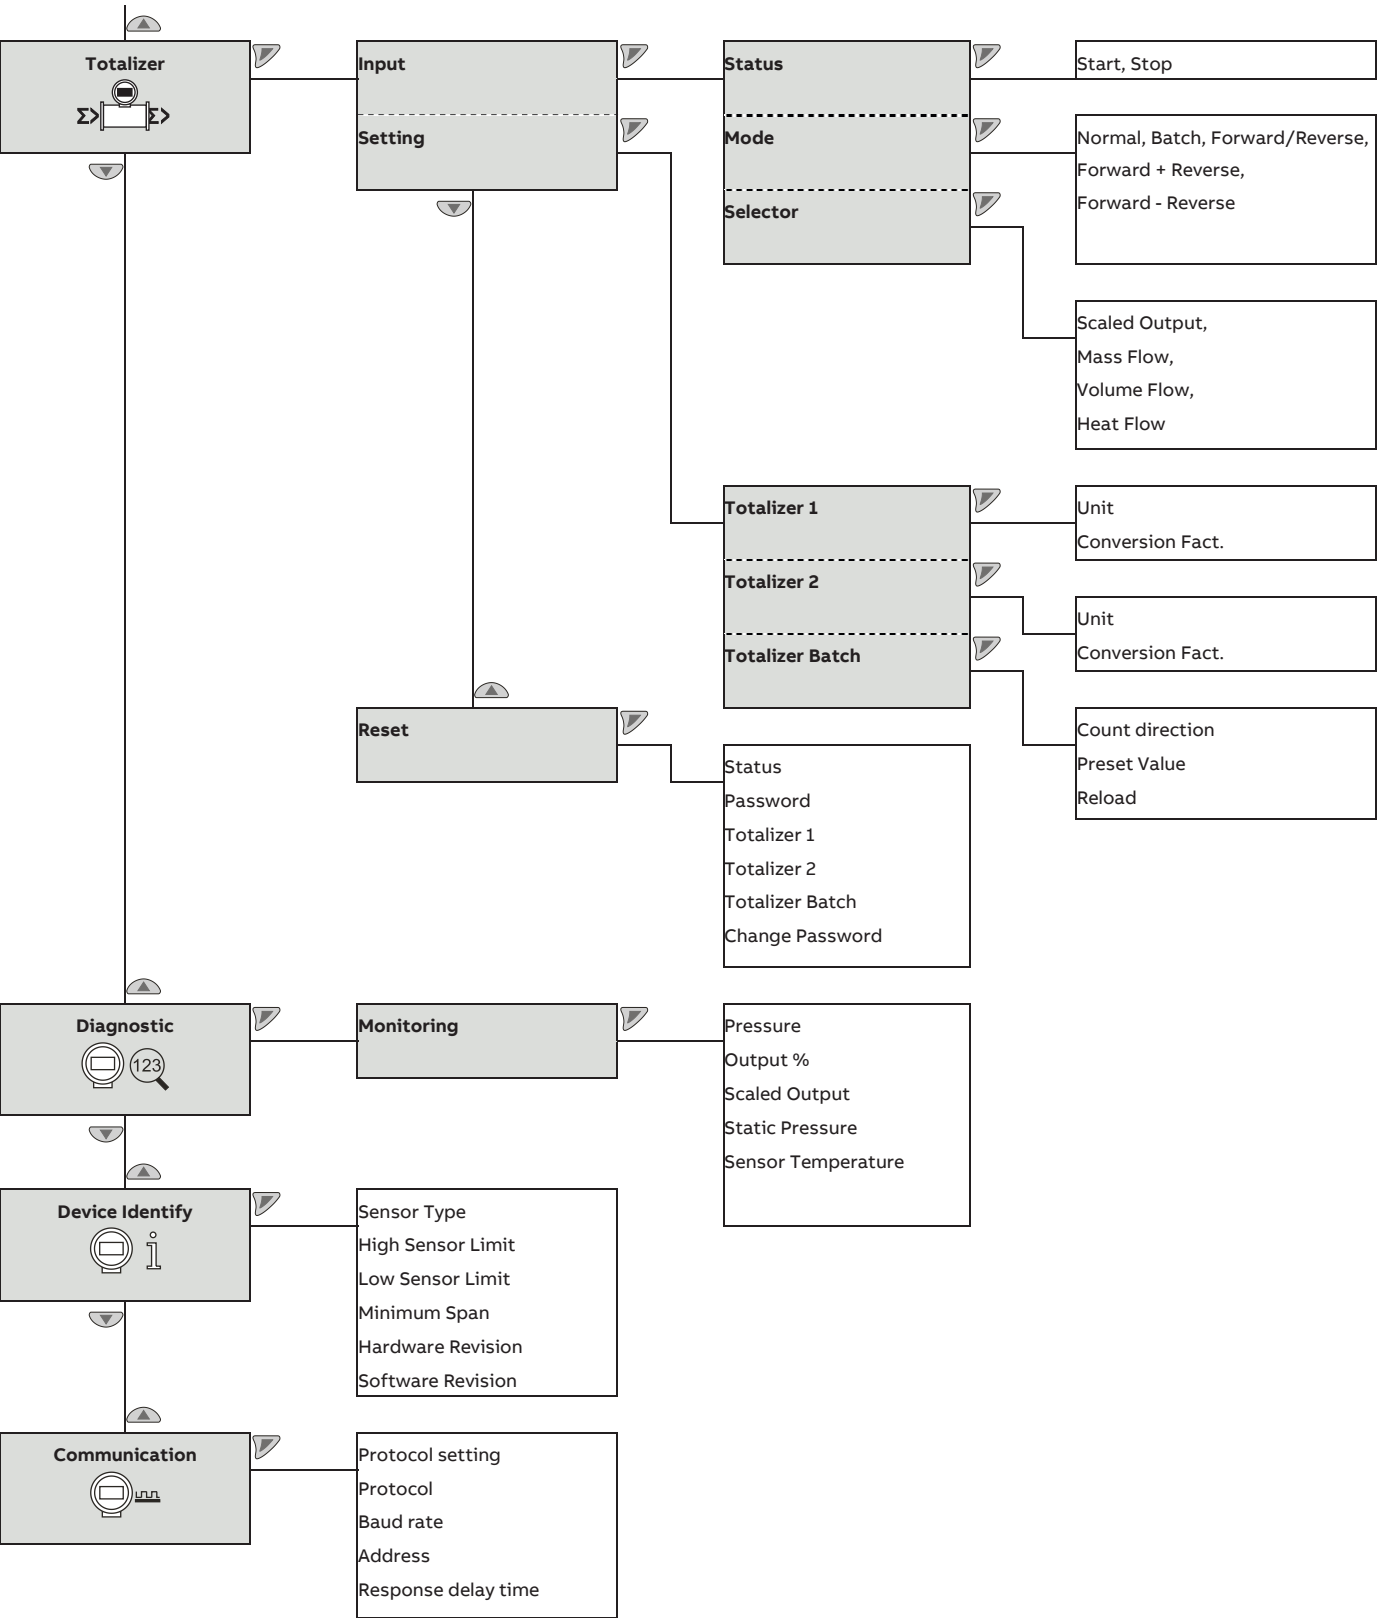 Totalizer
Σ> Σ>
Input
Setting
Status
Mode
Selector
Start, Stop
Normal, Batch, Forward/Reverse,
Forward + Reverse,
Forward - Reverse
Scaled Output,
Mass Flow,
Volume Flow,
Heat Flow
Totalizer 1
Totalizer 2
Totalizer Batch
Unit
Conversion Fact.
Unit
Conversion Fact.
Count direction
Preset Value
Reload
Reset
Status
Password
Totalizer 1
Totalizer 2
Totalizer Batch
Change Password
Diagnostic
123
Monitoring
Pressure
Output %
Scaled Output
Static Pressure
Sensor Temperature
Device Identify
i
Sensor Type
High Sensor Limit
Low Sensor Limit
Minimum Span
Hardware Revision
Software Revision
Communication
Protocol setting
Protocol
Baud rate
Address
Response delay time